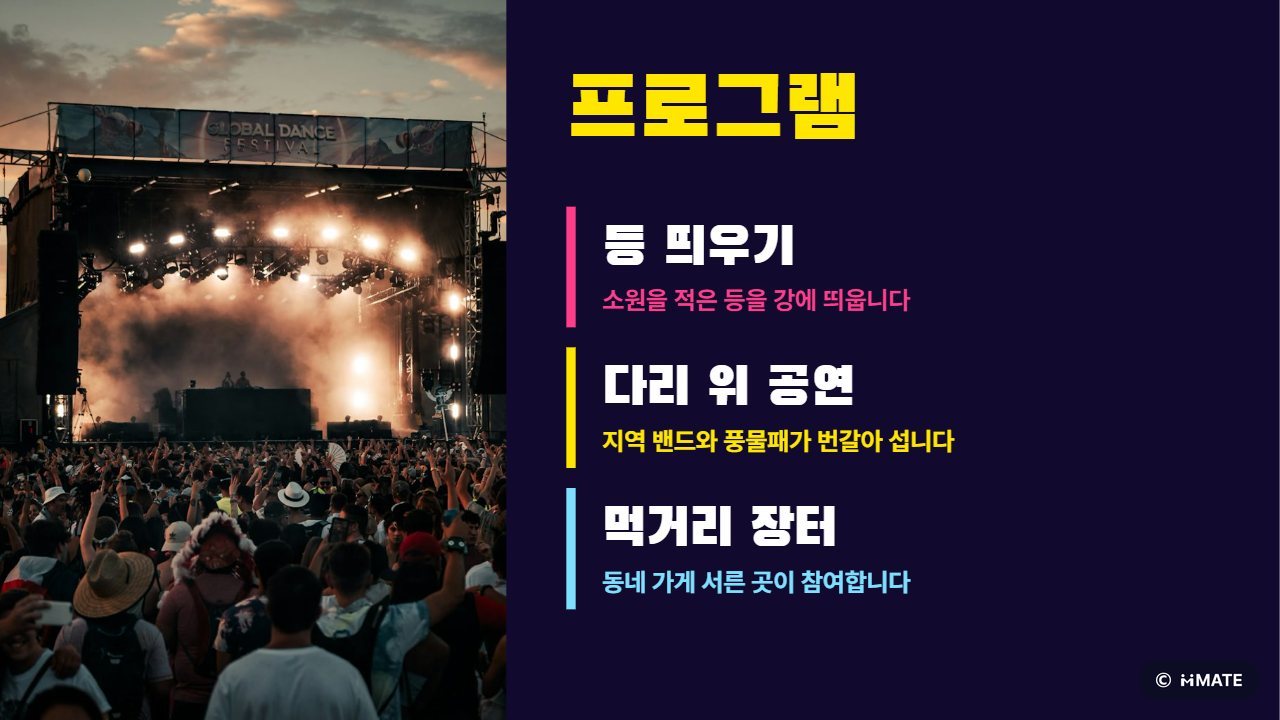 GLOBAL DANCE
FESTIVAL
프로그램
등 띄우기
소원을 적은 등을 강에 띄웁니다
다리 위 공연
지역 밴드와 풍물패가 번갈아 섭니다
먹거리 장터
동네 가게 서른 곳이 참여합니다
© MMATE